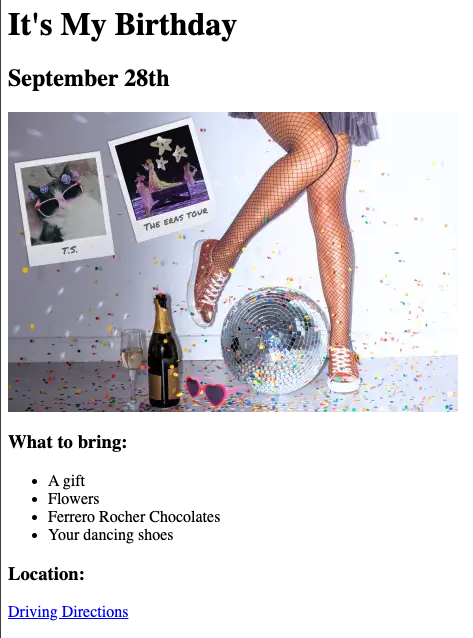 It's My Birthday
September 28th
T.S.
THE ERAS TOUR
What to bring:
A gift
Flowers
Ferrero Rocher Chocolates
Your dancing shoes
Location:
Driving Directions